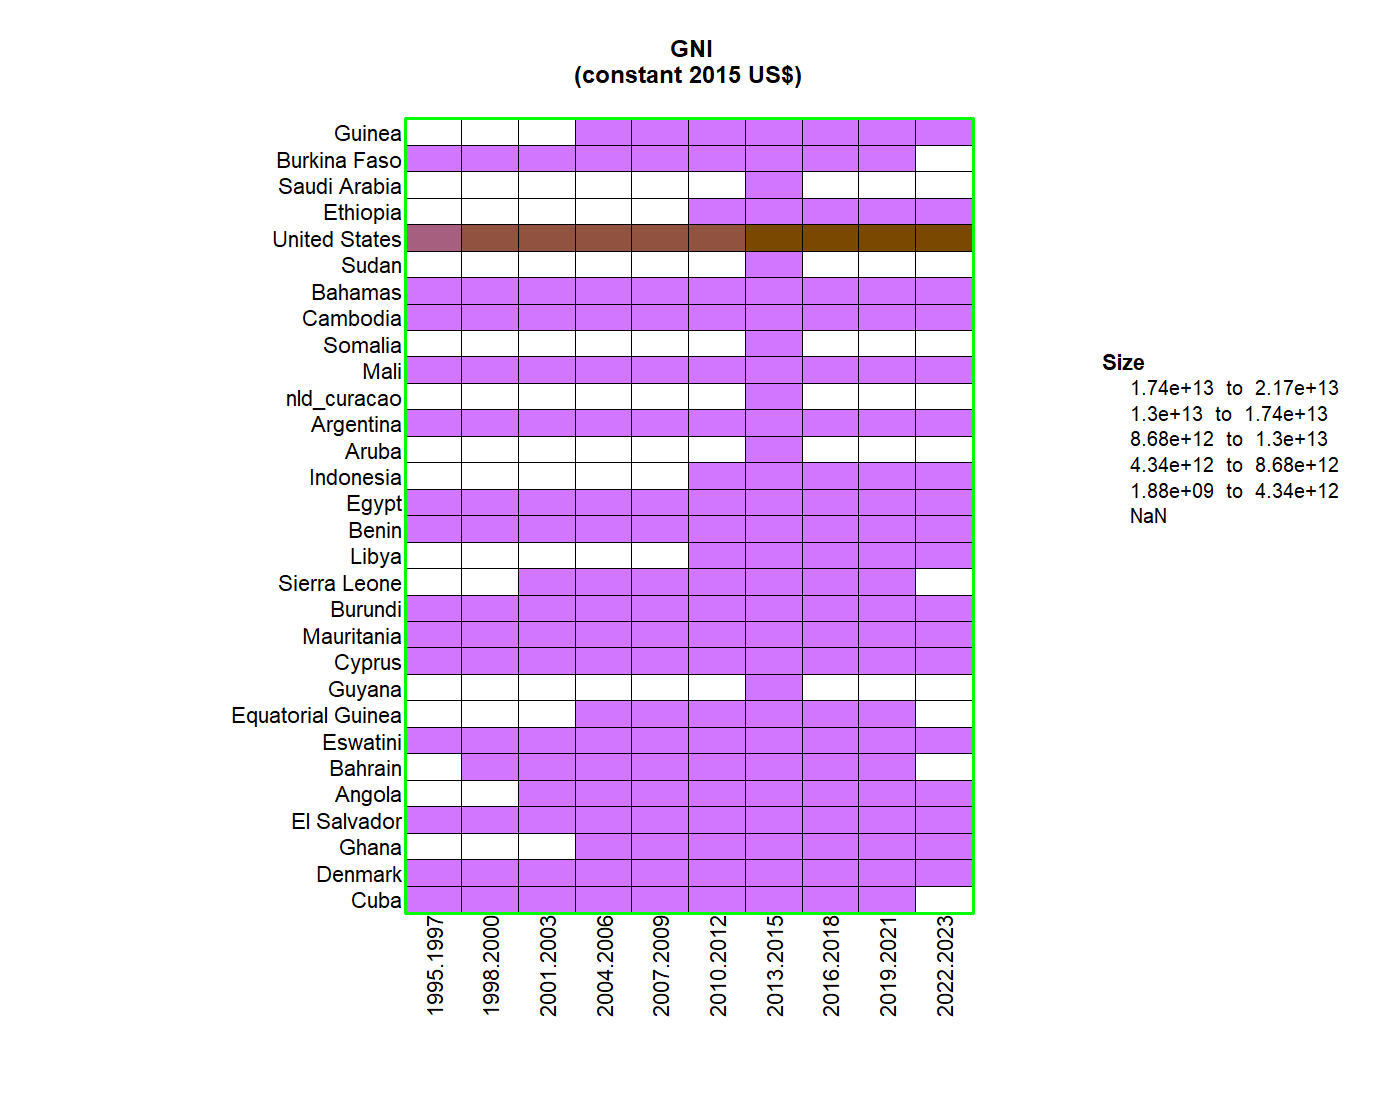 GNI
(constant 2015 US$)
Guinea
Burkina Faso
Saudi Arabia
Ethiopia
United States
Sudan
Bahamas
Cambodia
Somalia
Mali
nld_curacao
Argentina
Aruba
Indonesia
Egypt
Benin
Libya
Sierra Leone
Burundi
Mauritania
Cyprus
Guyana
Equatorial Guinea
Eswatini
Bahrain
Angola
El Salvador
Ghana
Denmark
Cuba
1995.1997
1998.2000
2001.2003
2004.2006
2007.2009
2010.2012
2013.2015
2016.2018
2019.2021
2022.2023
Size
1.74e+13 to 2.17e+13
1.3e+13 to 1.74e+13
8.68e+12 to 1.3e+13
4.34e+12 to 8.68e+12
1.88e+09 to 4.34e+12
NaN